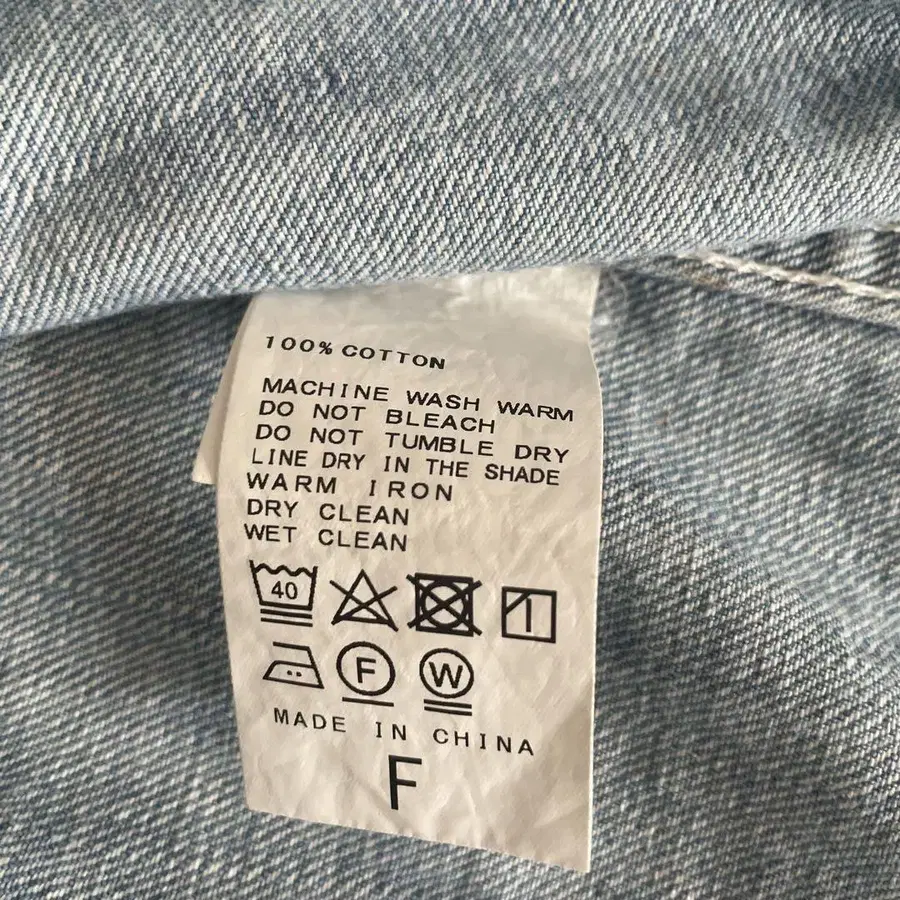 100% COTTON
MACHINE WASH WARM
DO NOT BLEACH
DO NOT TUMBLE DRY
LINE DRY IN THE SHADE
WARM IRON
DRY CLEAN
WET CLEAN
40
F W
MADE IN CHINA
F